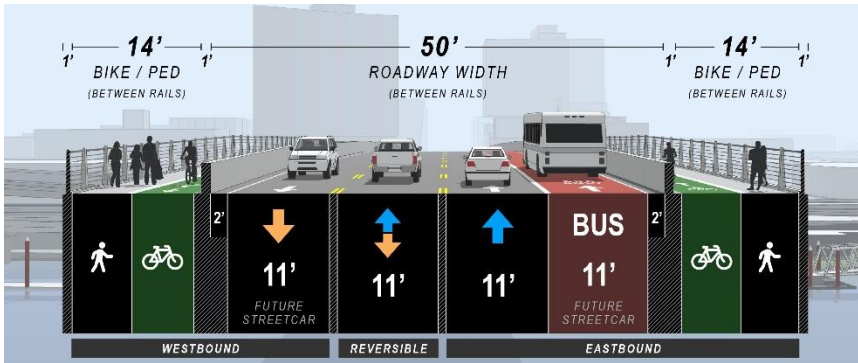 14’
50’
14’
1’
1’
1’
1’
BIKE / PED
ROADWAY WIDTH
BIKE / PED
(BETWEEN RAILS)
(BETWEEN RAILS)
(BETWEEN RAILS)
2’
BUS
2’
11’
11’
11’
11’
FUTURE
STREETCAR
FUTURE
STREETCAR
WESTBOUND
REVERSIBLE
EASTBOUND